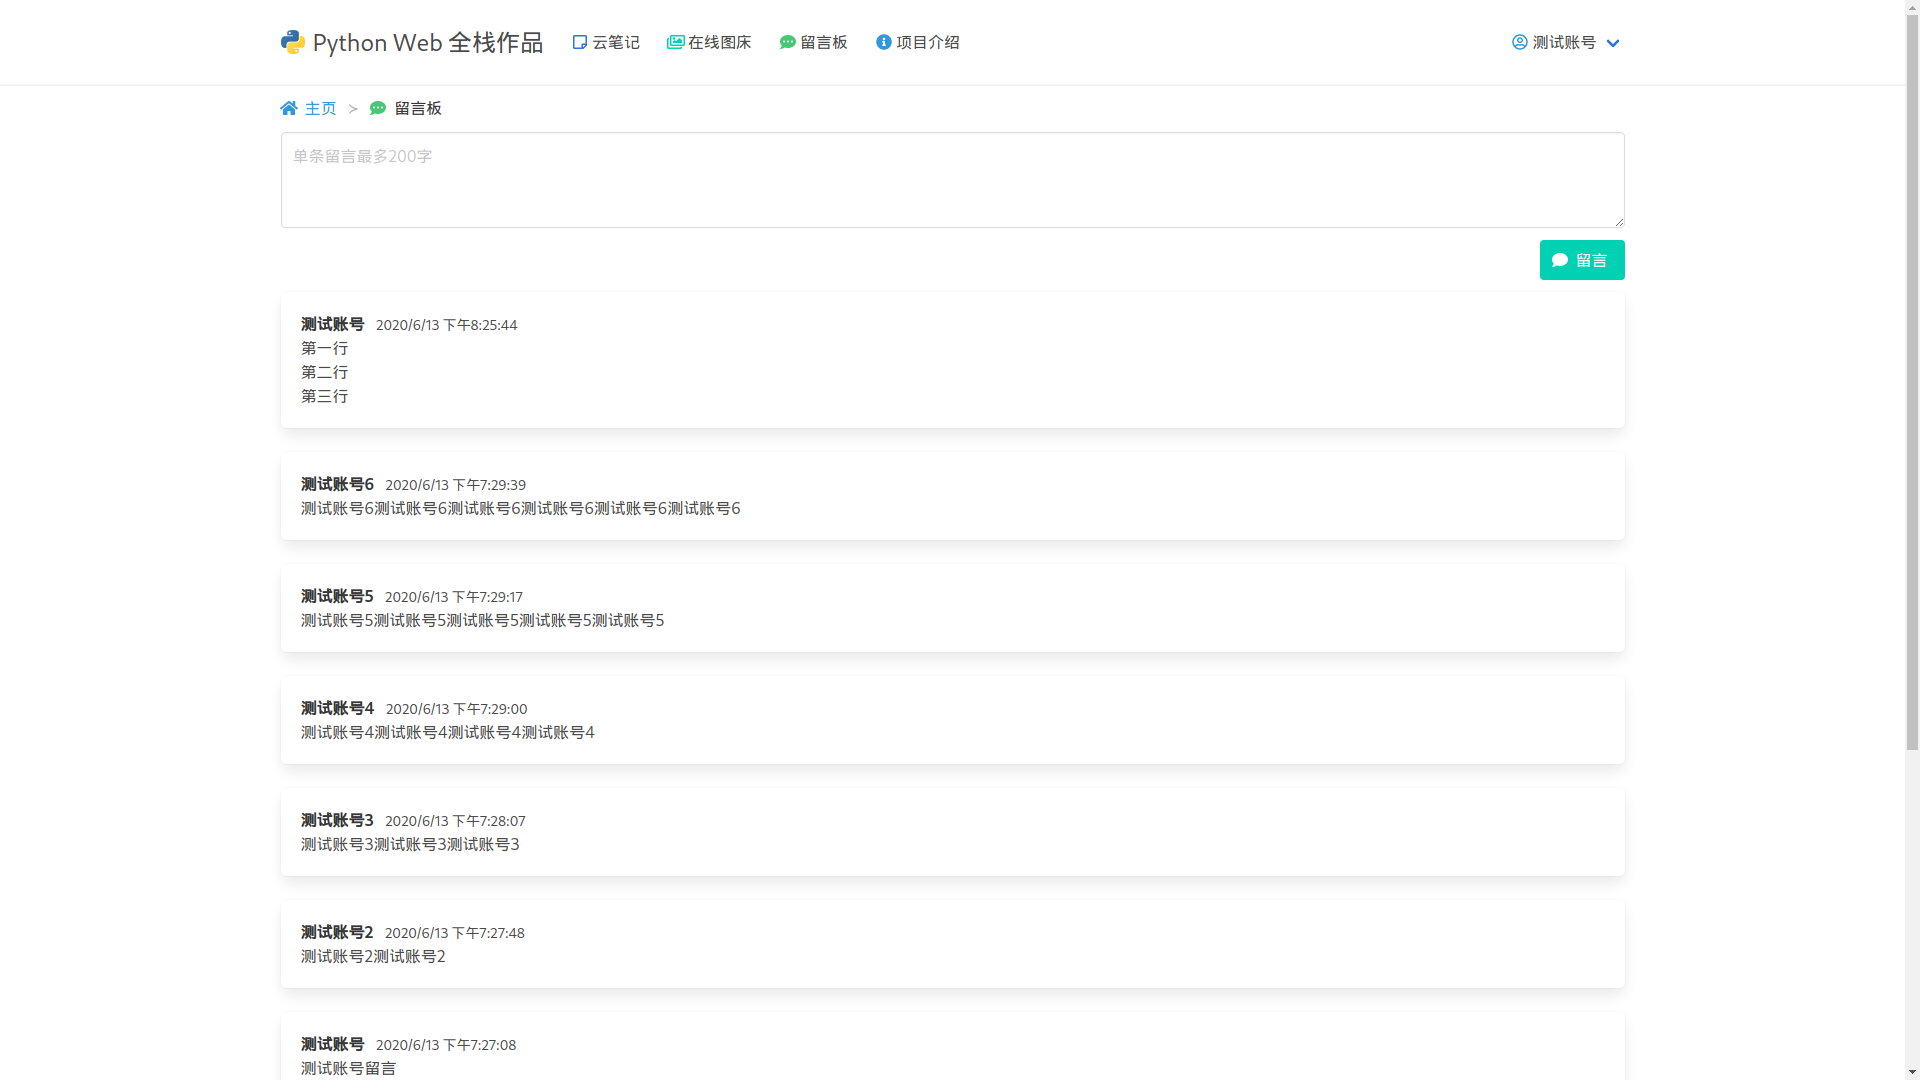 Python Web 全栈作品 云笔记 在线图床 留言板 项目介绍 测试账号
主页 > 留言板
单条留言最多200字
留言
测试账号 2020/6/13 下午8:25:44
第一行
第二行
第三行
测试账号6 2020/6/13 下午7:29:39
测试账号6测试账号6测试账号6测试账号6测试账号6测试账号6
测试账号5 2020/6/13 下午7:29:17
测试账号5测试账号5测试账号5测试账号5测试账号5
测试账号4 2020/6/13 下午7:29:00
测试账号4测试账号4测试账号4测试账号4
测试账号3 2020/6/13 下午7:28:07
测试账号3测试账号3测试账号3
测试账号2 2020/6/13 下午7:27:48
测试账号2测试账号2
测试账号 2020/6/13 下午7:27:08
测试账号留言